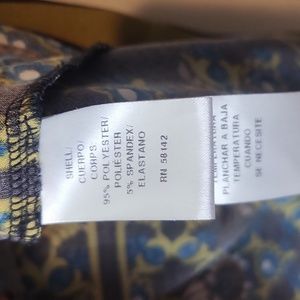 SHELL/
CUERPO/
CORPS:
95% POLYESTER/
POLIESTER
5% SPANDEX/
ELASTANO
RN 58142
PLANCHAR A BAJA
TEMPERATURA
CUANDO
SE NECESITE